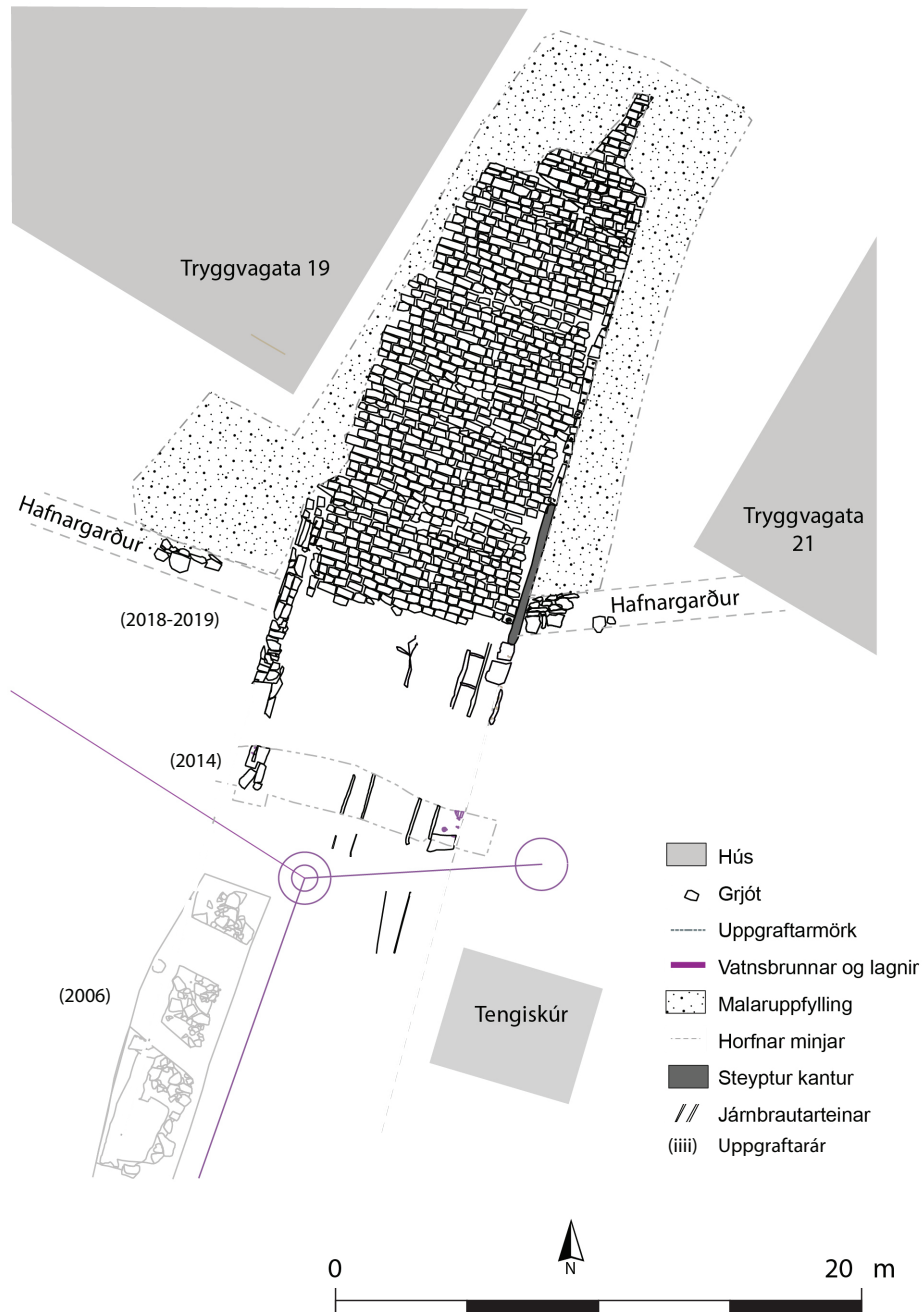 Tryggvagata 19
Hafnargarður
Tryggvagata
21
Hafnargarður
(2018-2019)
(2014)
(2006)
Tengiskúr
Hús
Grjót
Uppgraftarmörk
Vatnsbrunnar og lagnir
Malaruppfylling
Horfnar minjar
Steyptur kantur
Járnbrautarteinar
(iiii) Uppgraftarár
N
0 20 m